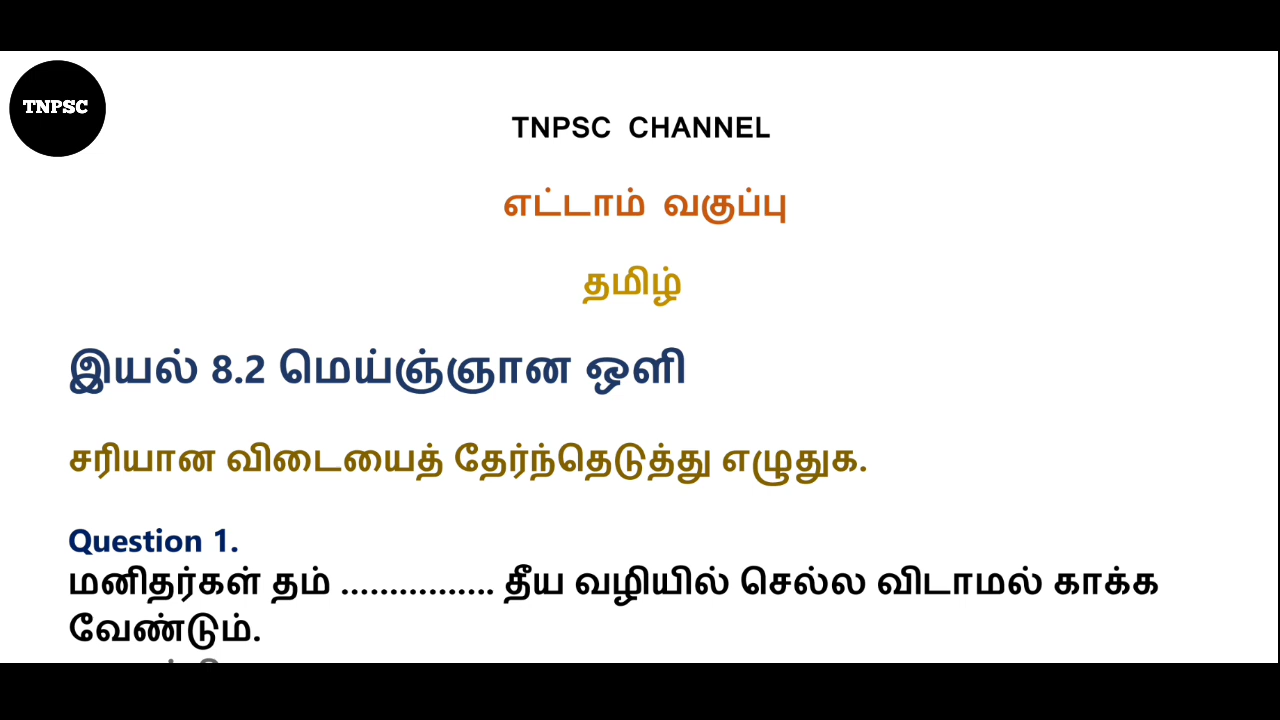 TNPSC
TNPSC CHANNEL
எட்டாம் வகுப்பு
தமிழ்
இயல் 8.2 மெய்ஞ்ஞான ஒளி
சரியான விடையைத் தேர்ந்தெடுத்து எழுதுக.
Question 1.
மனிதர்கள் தம் ................ தீய வழியில் செல்ல விடாமல் காக்க
வேண்டும்.